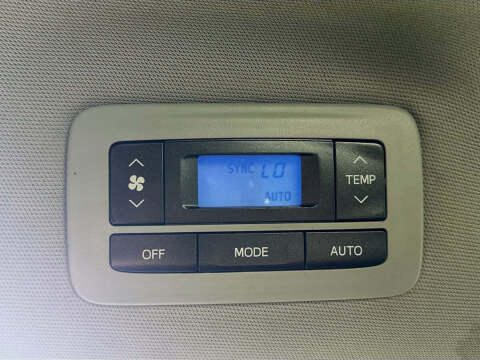 SYNC LO
TEMP
AUTO
OFF MODE AUTO